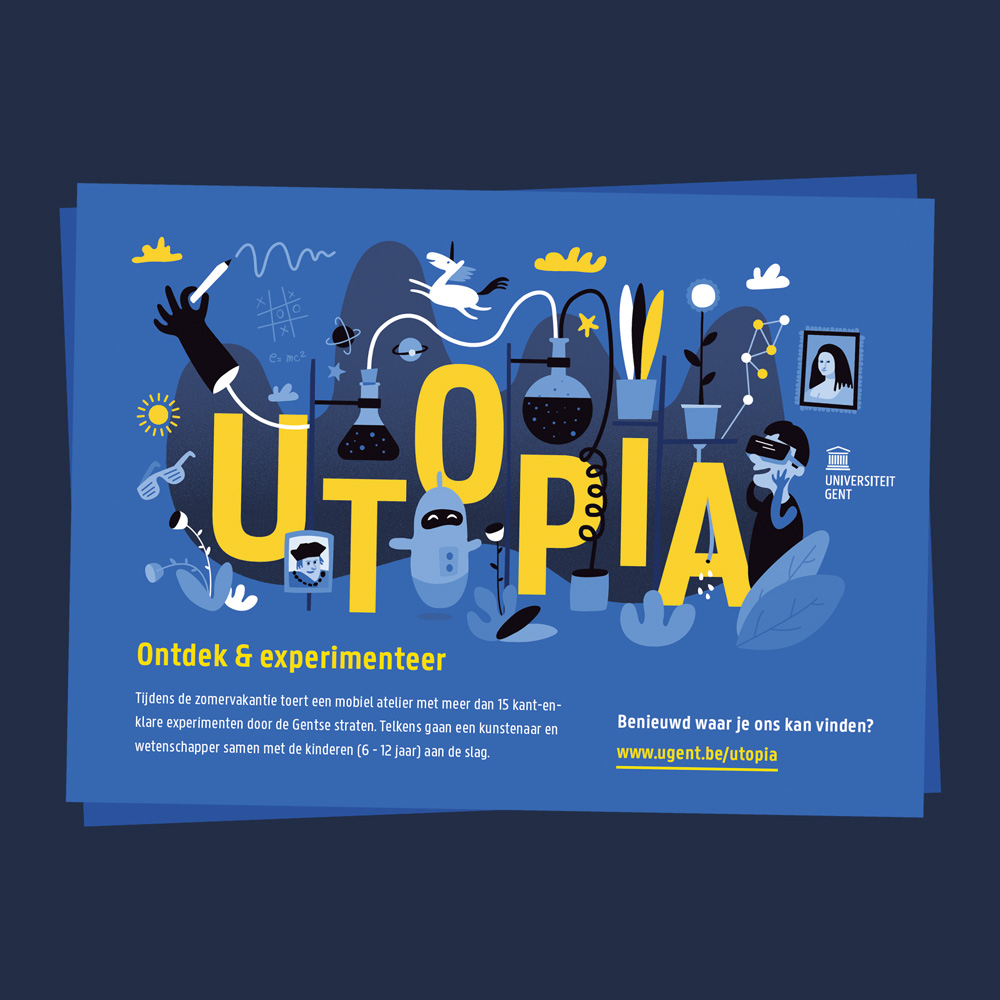 e = mc²
UTOPIA
UNIVERSITEIT
GENT
Ontdek & experimenteer
Tijdens de zomervakantie toert een mobiel atelier met meer dan 15 kant-en-
klare experimenten door de Gentse straten. Telkens gaan een kunstenaar en
wetenschapper samen met de kinderen (6 - 12 jaar) aan de slag.
Benieuwd waar je ons kan vinden?
www.ugent.be/utopia